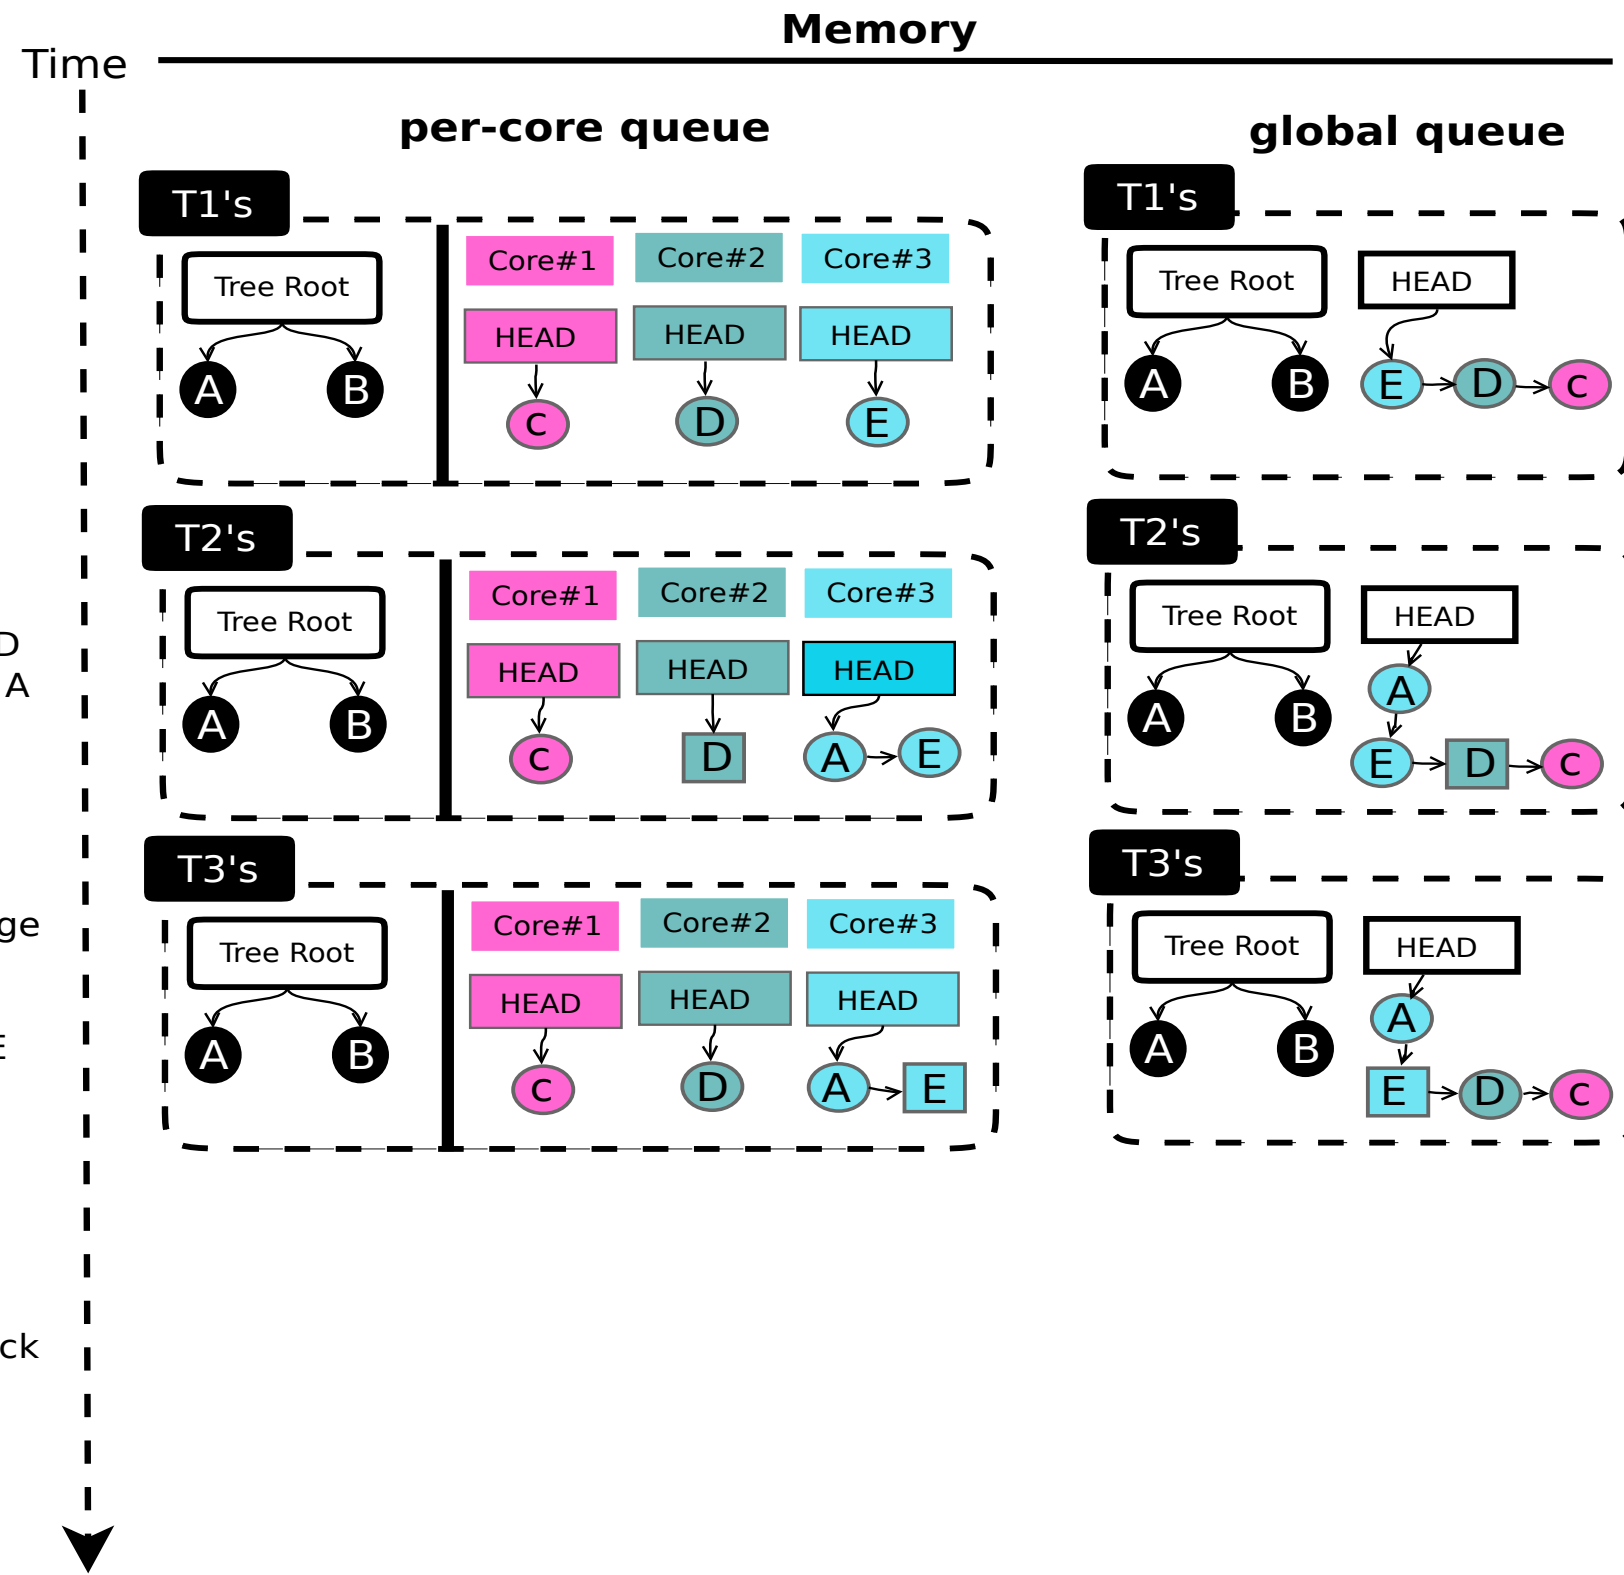 Memory
Time
per-core queue
global queue
T1's
Tree Root
A
B
Core#1
Core#2
Core#3
HEAD
HEAD
HEAD
c
D
E
T1's
Tree Root
A
B
HEAD
E
D
c
T2's
Tree Root
A
B
Core#1
Core#2
Core#3
HEAD
HEAD
HEAD
c
D
A
E
T2's
Tree Root
A
B
HEAD
A
E
D
c
D
A
T3's
Tree Root
A
B
Core#1
Core#2
Core#3
HEAD
HEAD
HEAD
c
D
A
E
T3's
Tree Root
A
B
HEAD
A
E
D
c